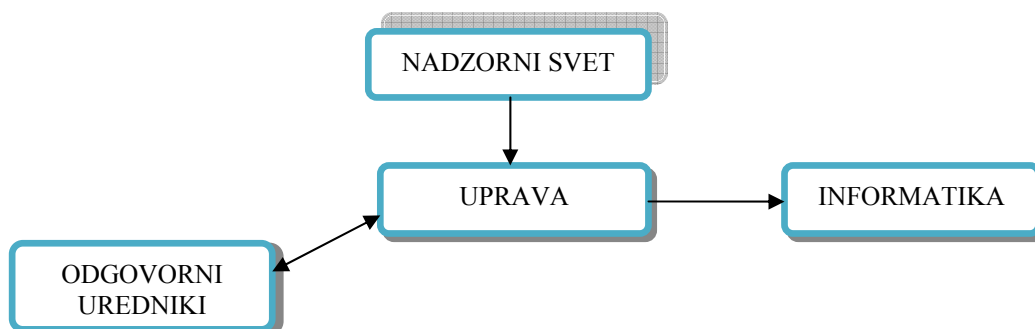 NADZORNI SVET
UPRAVA
INFORMATIKA
ODGOVORNI
UREDNIKI